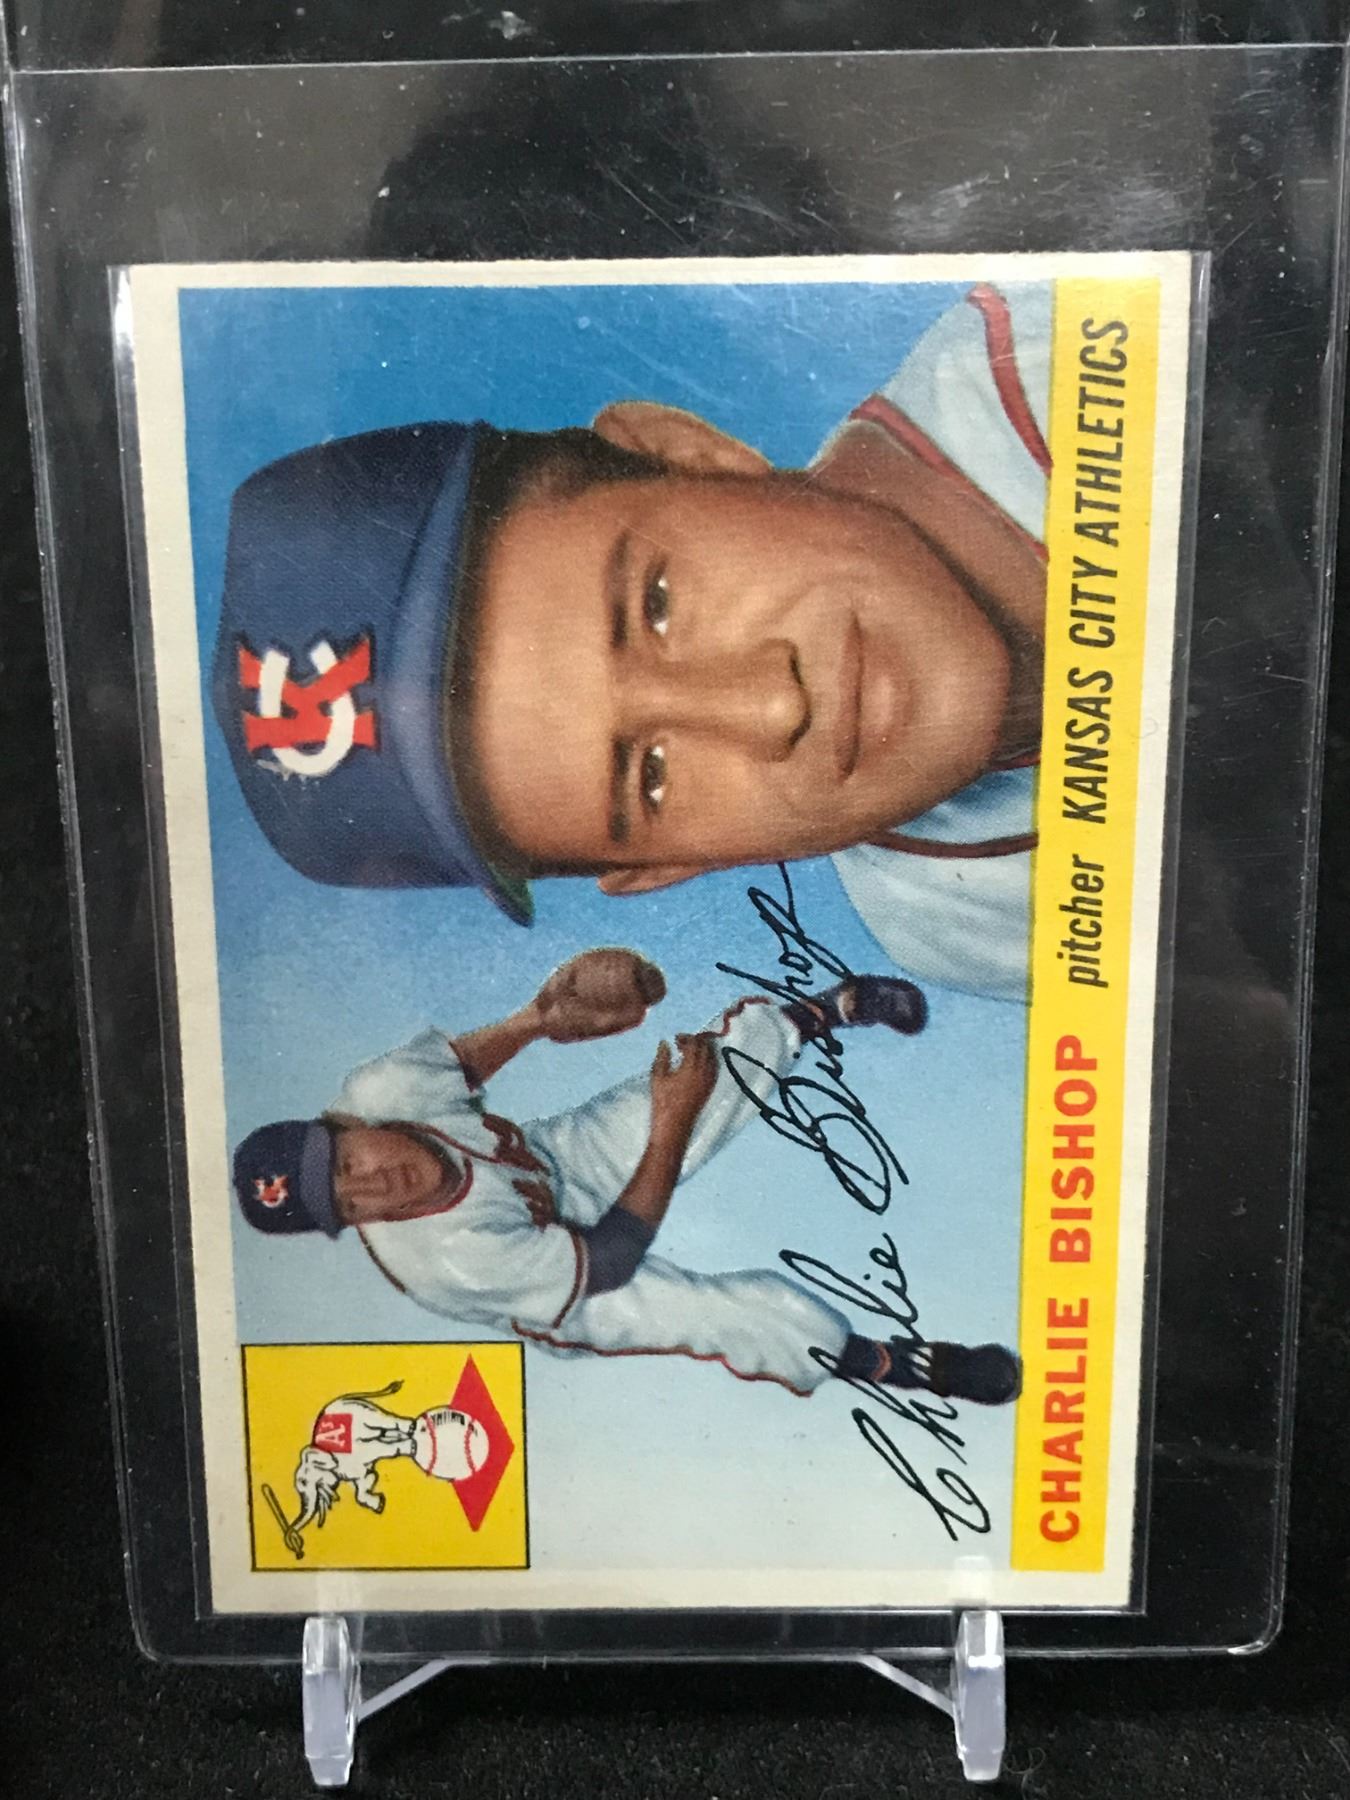 KC
A's
Charlie Bishop
CHARLIE BISHOP pitcher KANSAS CITY ATHLETICS